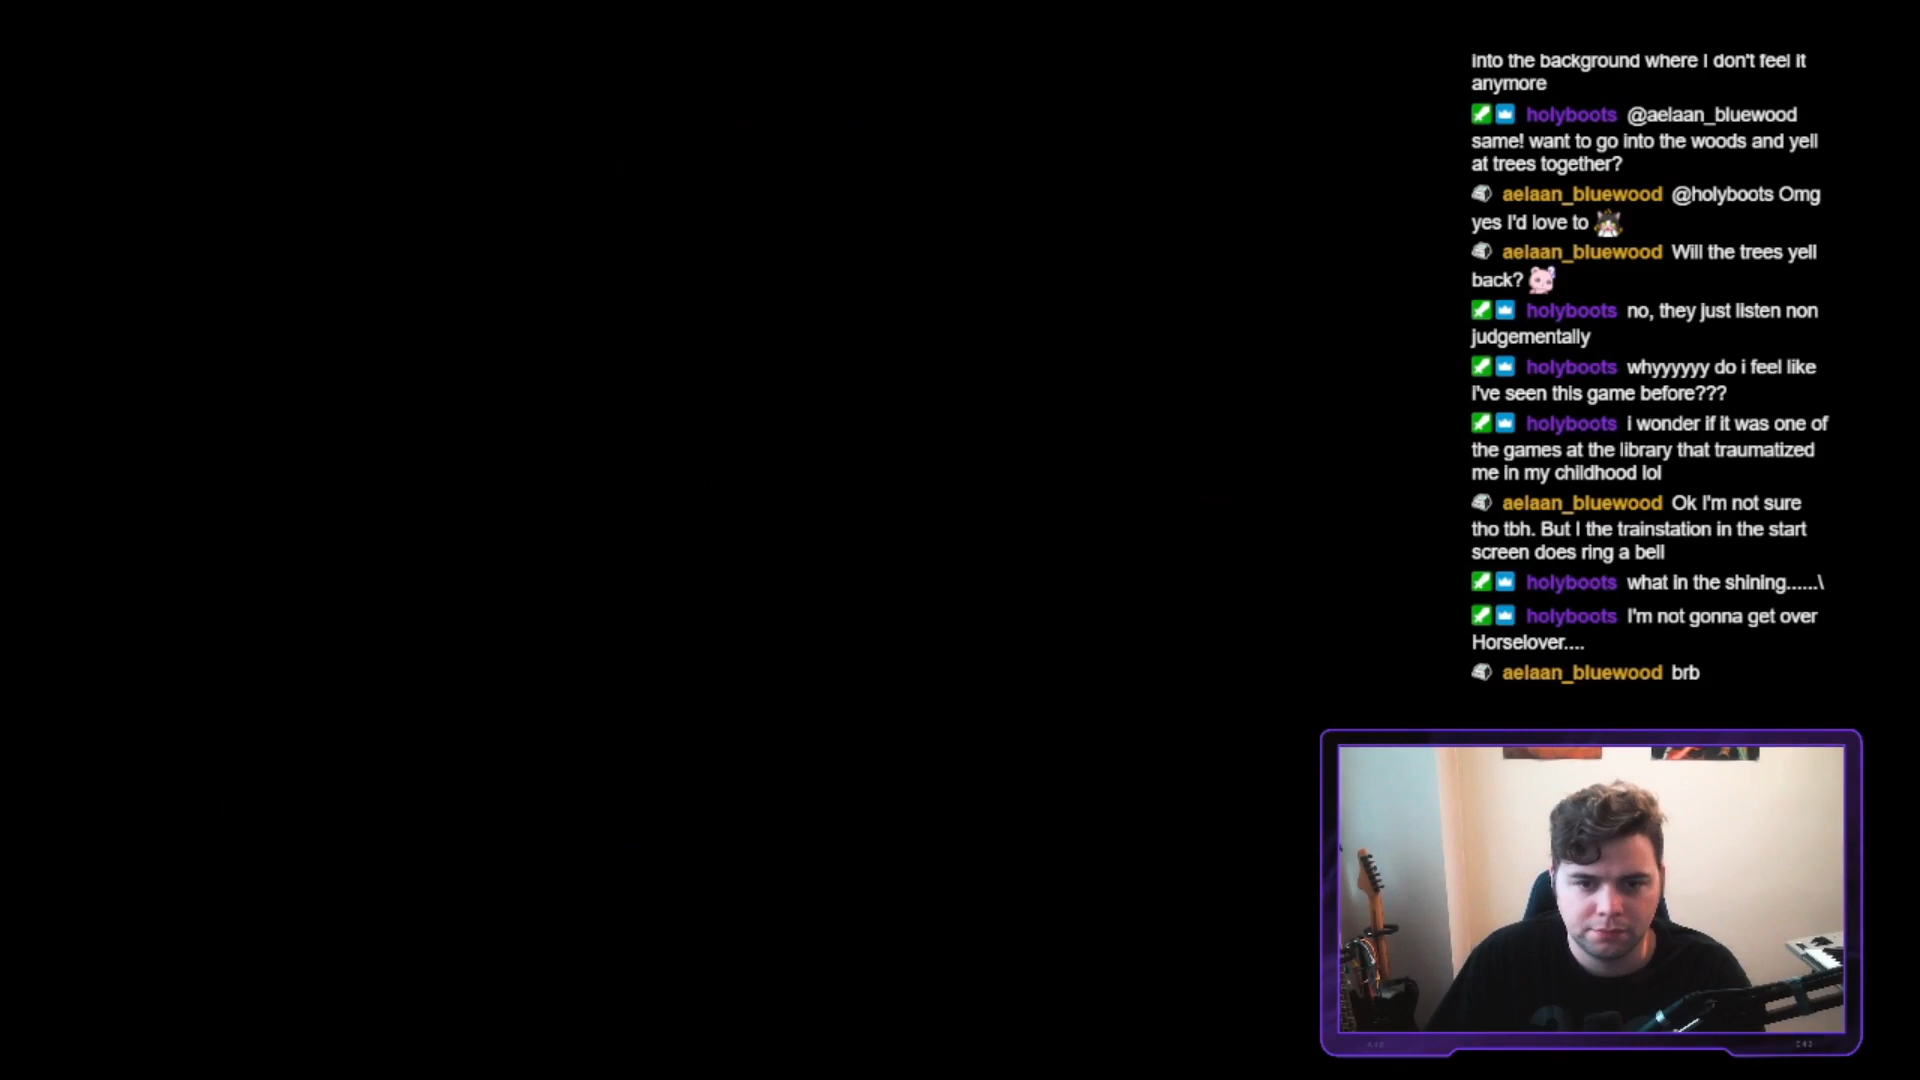 into the background where I don't feel it
anymore
holyboots @aelaan_bluewood
same! want to go into the woods and yell
at trees together?
aelaan_bluewood @holyboots Omg
yes I'd love to
aelaan_bluewood Will the trees yell
back?
holyboots no, they just listen non
judgementally
holyboots whyyyyyy do i feel like
I've seen this game before???
holyboots i wonder if it was one of
the games at the library that traumatized
me in my childhood lol
aelaan_bluewood Ok I'm not sure
tho tbh. But I the trainstation in the start
screen does ring a bell
holyboots what in the shining......\
holyboots I'm not gonna get over
Horselover....
aelaan_bluewood brb